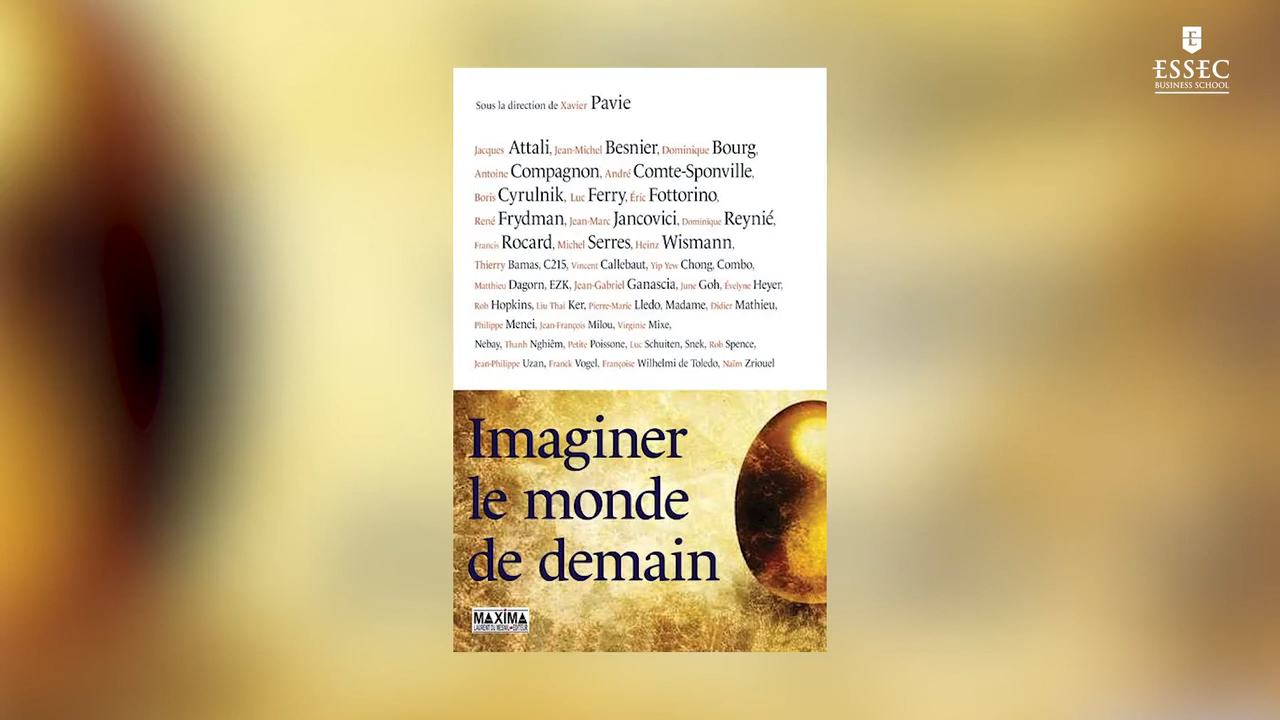 ESSEC
BUSINESS SCHOOL
Sous la direction de Xavier Pavie
Jacques Attali, Jean-Michel Besnier, Dominique Bourg,
Antoine Compagnon, André Comte-Sponville,
Boris Cyrulnik, Luc Ferry, Éric Fottorino,
René Frydman, Jean-Marc Jancovici, Dominique Reynié,
Francis Rocard, Michel Serres, Heinz Wismann,
Thierry Bamas, C215, Vincent Callebaut, Yip Yew Chong, Combo,
Matthieu Dagorn, EZK, Jean-Gabriel Ganascia, June Goh, Évelyne Heyer,
Rob Hopkins, Liu Thai Ker, Pierre-Marie Lledo, Madame, Didier Mathieu,
Philippe Menei, Jean-François Milou, Virginie Mixe,
Nebay, Thanh Nghiêm, Petite Poissone, Luc Schuiten, Snek, Rob Spence,
Jean-Philippe Uzan, Franck Vogel, Françoise Wilhelmi de Toledo, Naïm Zriouel
Imaginer
le monde
de demain
MAXIMA
LAURENT DU MESNIL ÉDITEUR